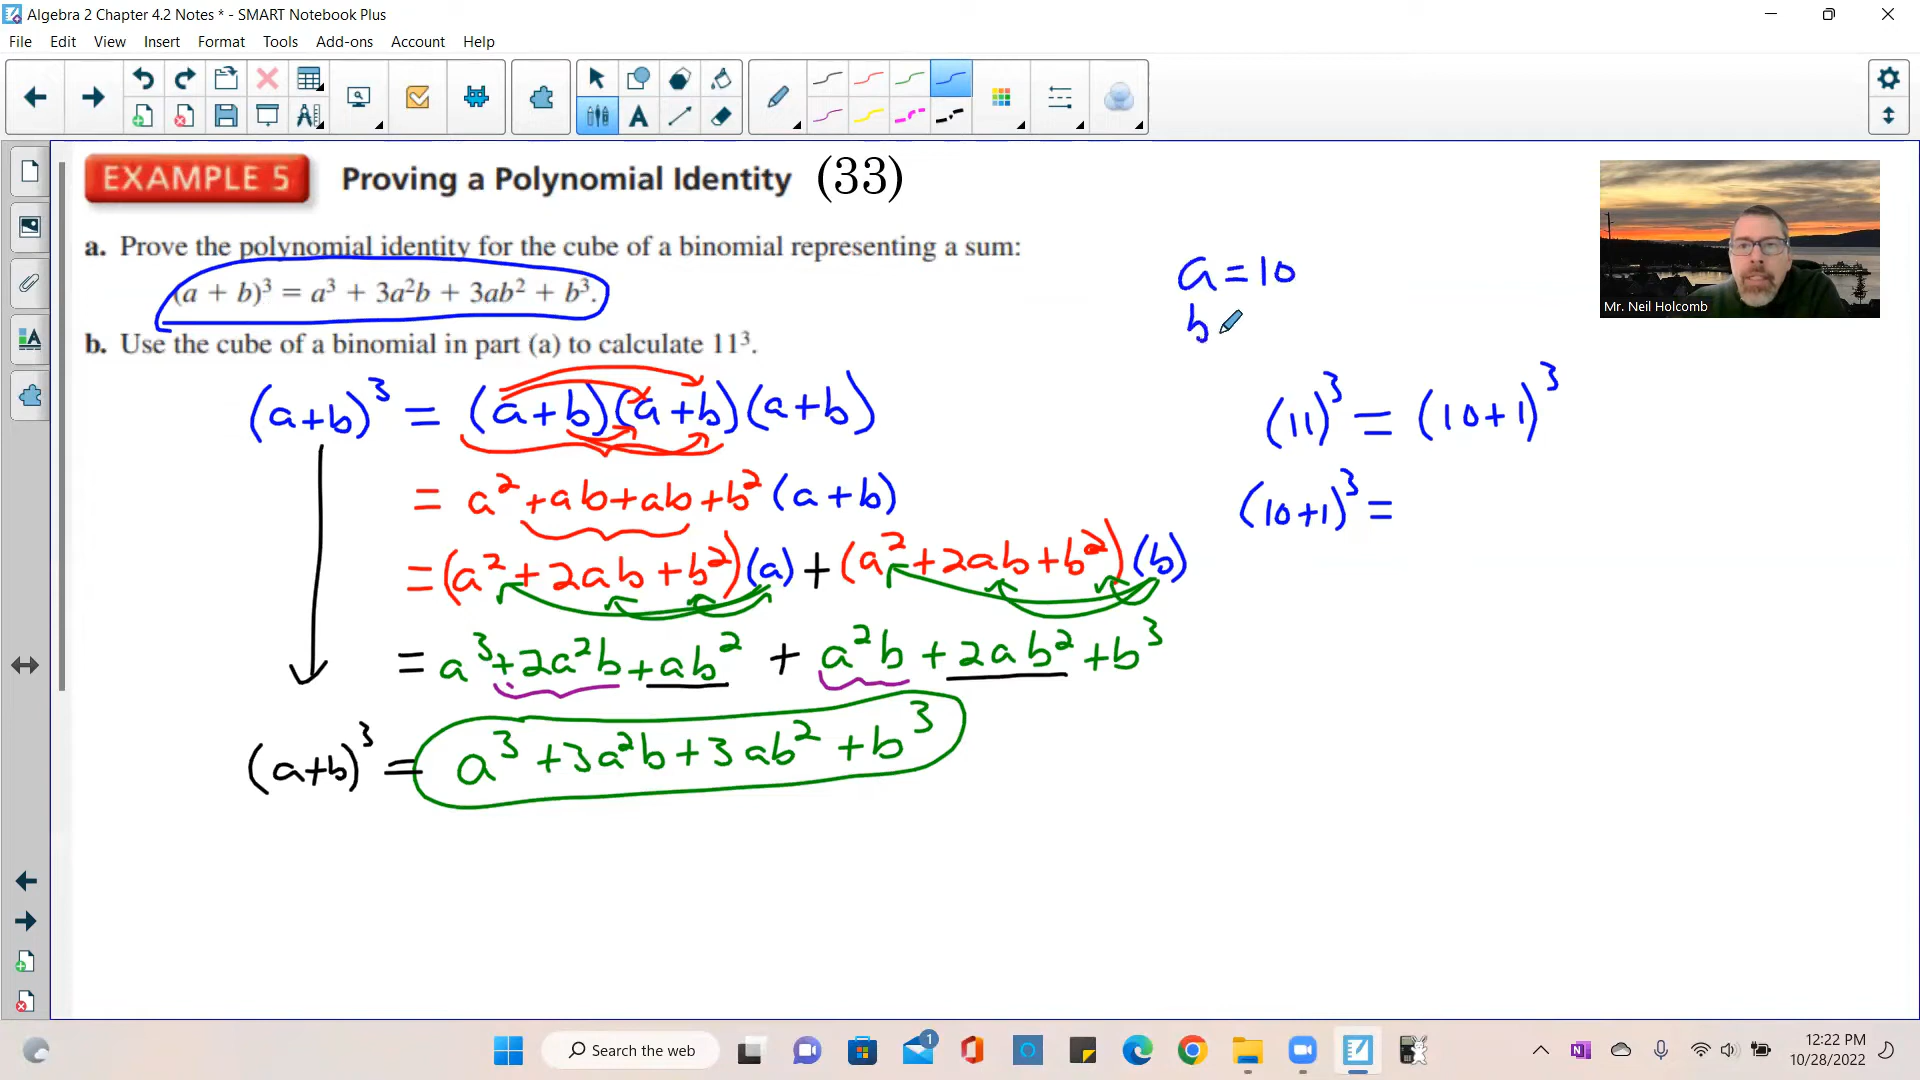 Algebra 2 Chapter 4.2 Notes * - SMART Notebook Plus
File Edit View Insert Format Tools Add-ons Account Help
EXAMPLE 5 Proving a Polynomial Identity (33)
a. Prove the polynomial identity for the cube of a binomial representing a sum:
(a + b)³ = a³ + 3a²b + 3ab² + b³.
b. Use the cube of a binomial in part (a) to calculate 11³.
(a+b)³ = (a+b)(a+b)(a+b)
= a² +ab+ab+b² (a+b)
=(a²+2ab+b²)(a)+(a²+2ab+b²)(b)
= a³+2a²b+ab² + a²b+2ab²+b³
(a+b)³ = a³+3a²b+3ab²+b³
a=10
b
(11)³ = (10+1)³
(10+1)³ =
Mr. Neil Holcomb
Search the web
1
12:22 PM
10/28/2022